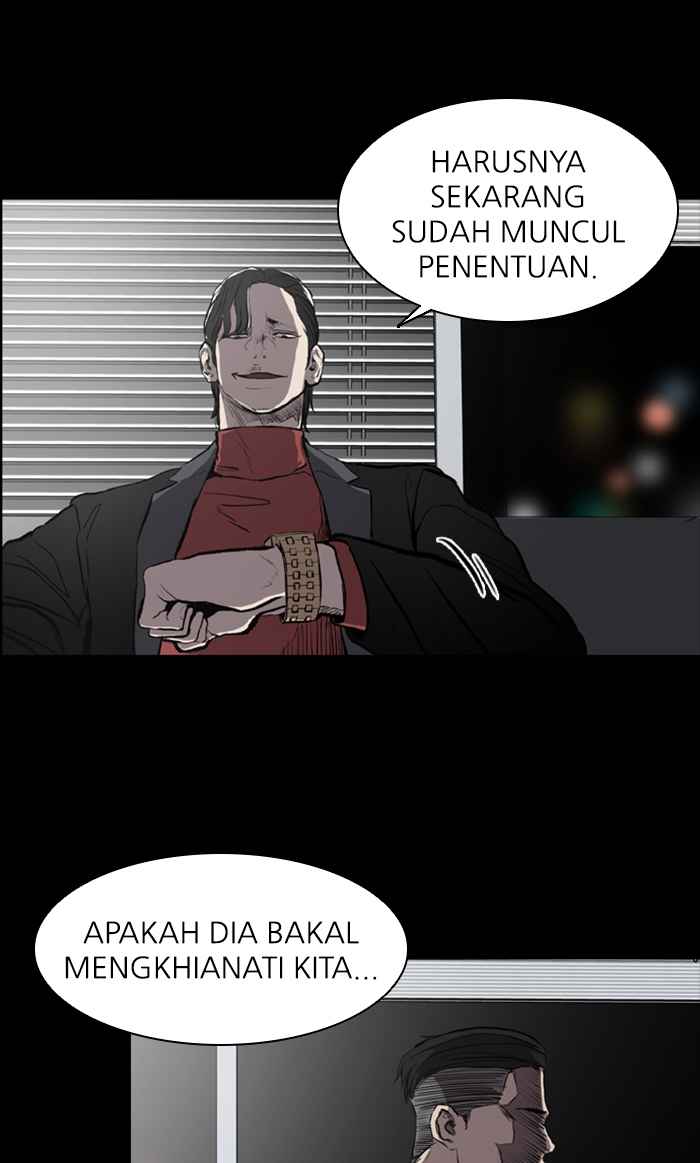 HARUSNYA
SEKARANG
SUDAH MUNCUL
PENENTUAN.
APAKAH DIA BAKAL
MENGKHIANATI KITA...